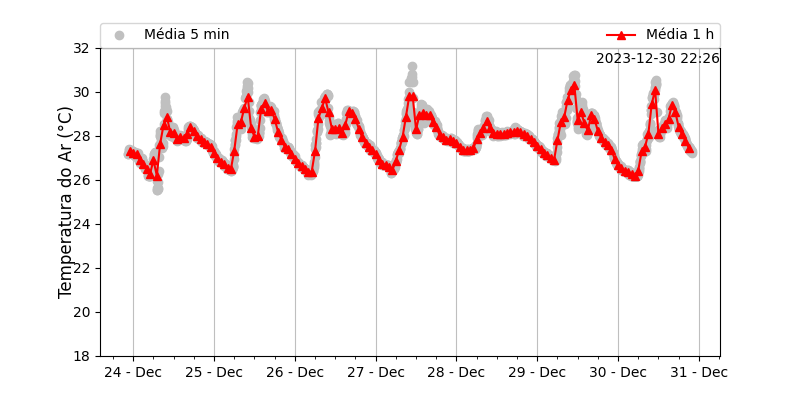 Média 5 min
Média 1 h
2023-12-30 22:26
Temperatura do Ar (°C)
32
30
28
26
24
22
20
18
24 - Dec
25 - Dec
26 - Dec
27 - Dec
28 - Dec
29 - Dec
30 - Dec
31 - Dec